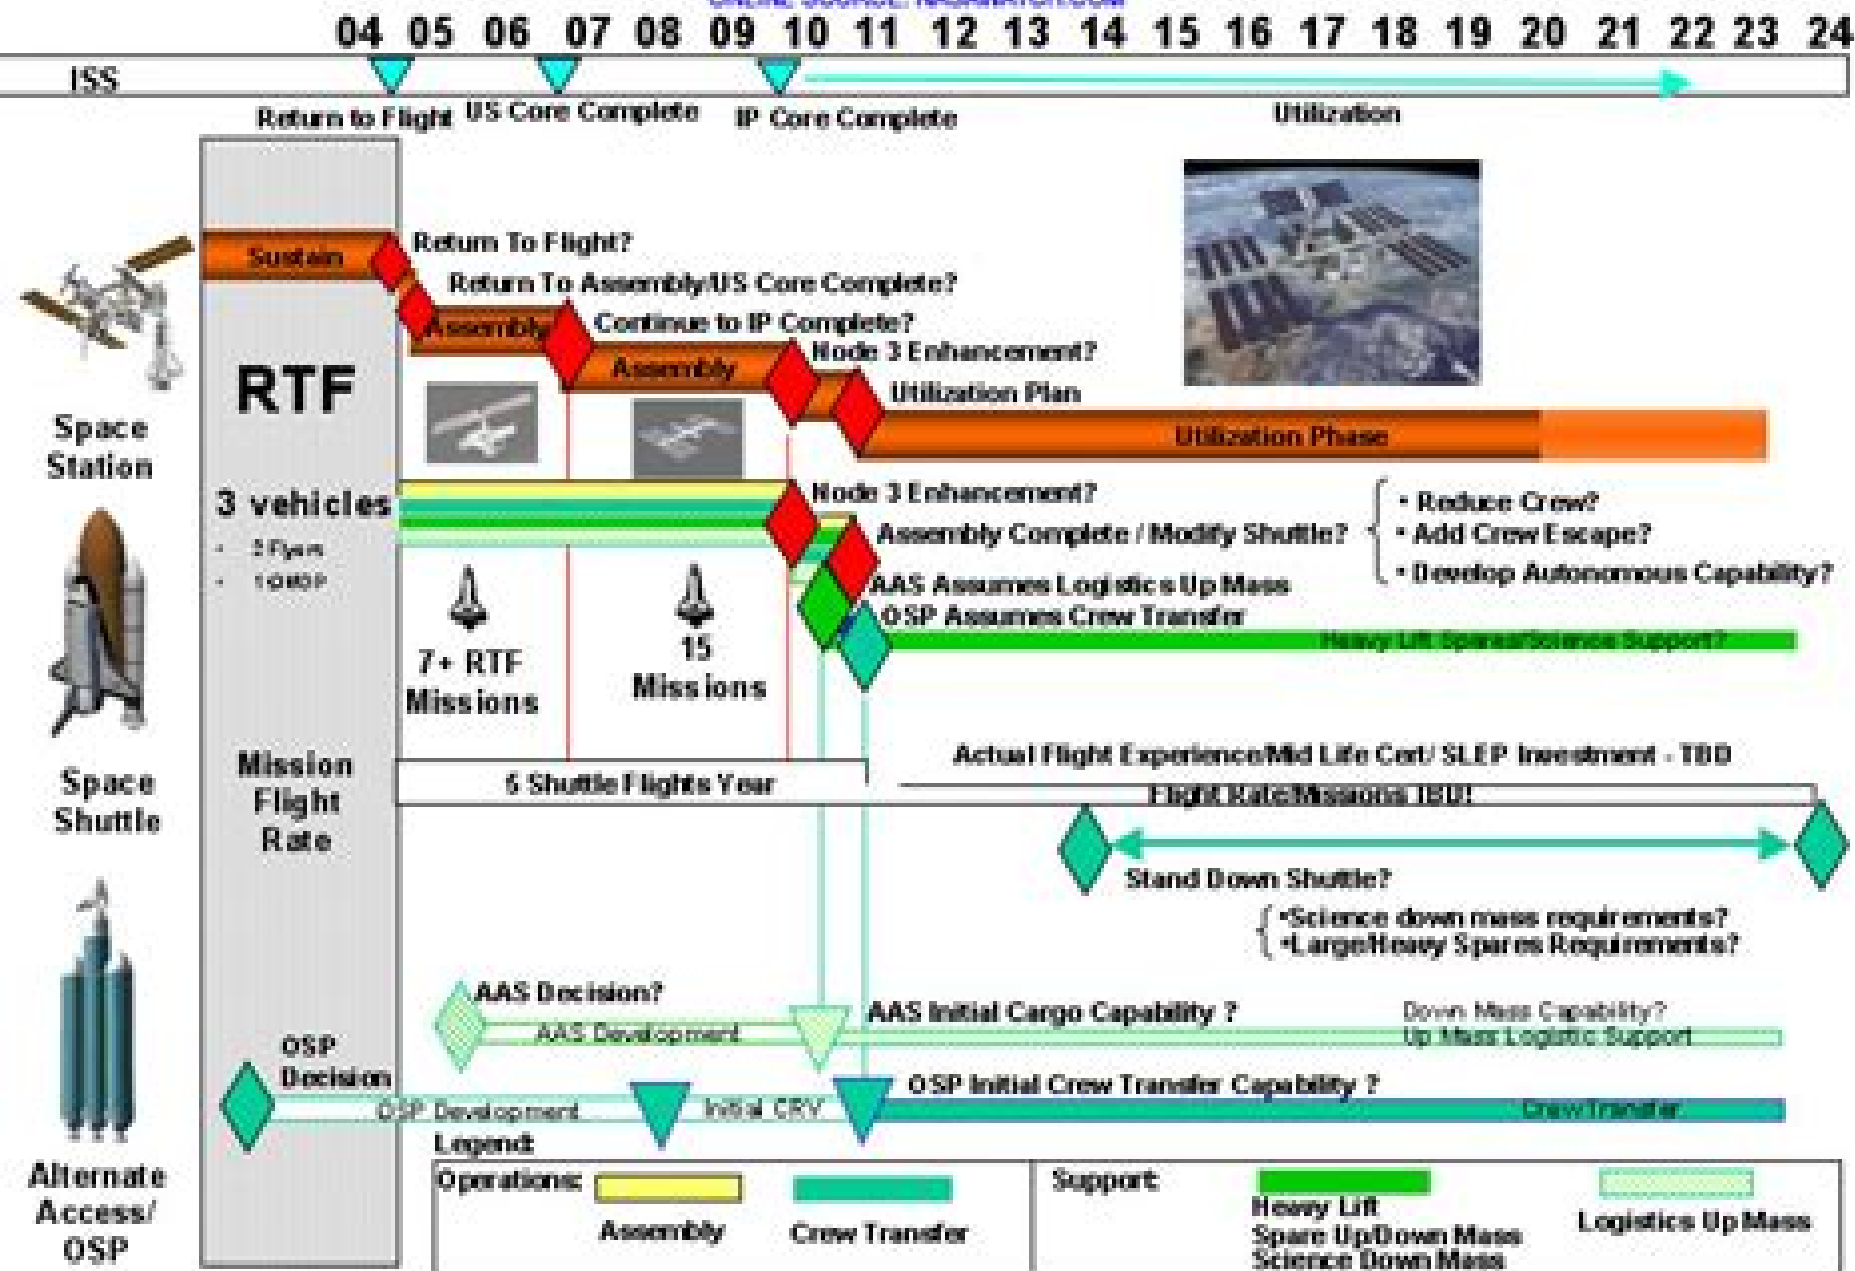 ONLINE SOURCE: NASAWATCH.COM
04 05 06 07 08 09 10 11 12 13 14 15 16 17 18 19 20 21 22 23 24
ISS
Return to Flight
US Core Complete
IP Core Complete
Utilization
Sustain
Return To Flight?
Return To Assembly/US Core Complete?
Assembly
Continue to IP Complete?
Assembly
Node 3 Enhancement?
Utilization Plan
Utilization Phase
RTF
Space
Station
3 vehicles
• 2 Flyers
• 1 OMDP
Node 3 Enhancement?
Assembly Complete / Modify Shuttle?
• Reduce Crew?
• Add Crew Escape?
• Develop Autonomous Capability?
AAS Assumes Logistics Up Mass
OSP Assumes Crew Transfer
Heavy Lift Spares/Science Support?
7+ RTF
Missions
15
Missions
Space
Shuttle
Mission
Flight
Rate
5 Shuttle Flights Year
Actual Flight Experience/Mid Life Cert/ SLEP Investment - TBD
Flight Rate/Missions TBD!
Stand Down Shuttle?
•Science down mass requirements?
•Large/Heavy Spares Requirements?
AAS Decision?
AAS Development
AAS Initial Cargo Capability ?
Down Mass Capability?
Up Mass Logistic Support
OSP
Decision
OSP Development
Initial CRV
OSP Initial Crew Transfer Capability ?
Crew Transfer
Alternate
Access/
OSP
Legend:
Operations:
Assembly
Crew Transfer
Support:
Heavy Lift
Spare Up/Down Mass
Science Down Mass
Logistics Up Mass